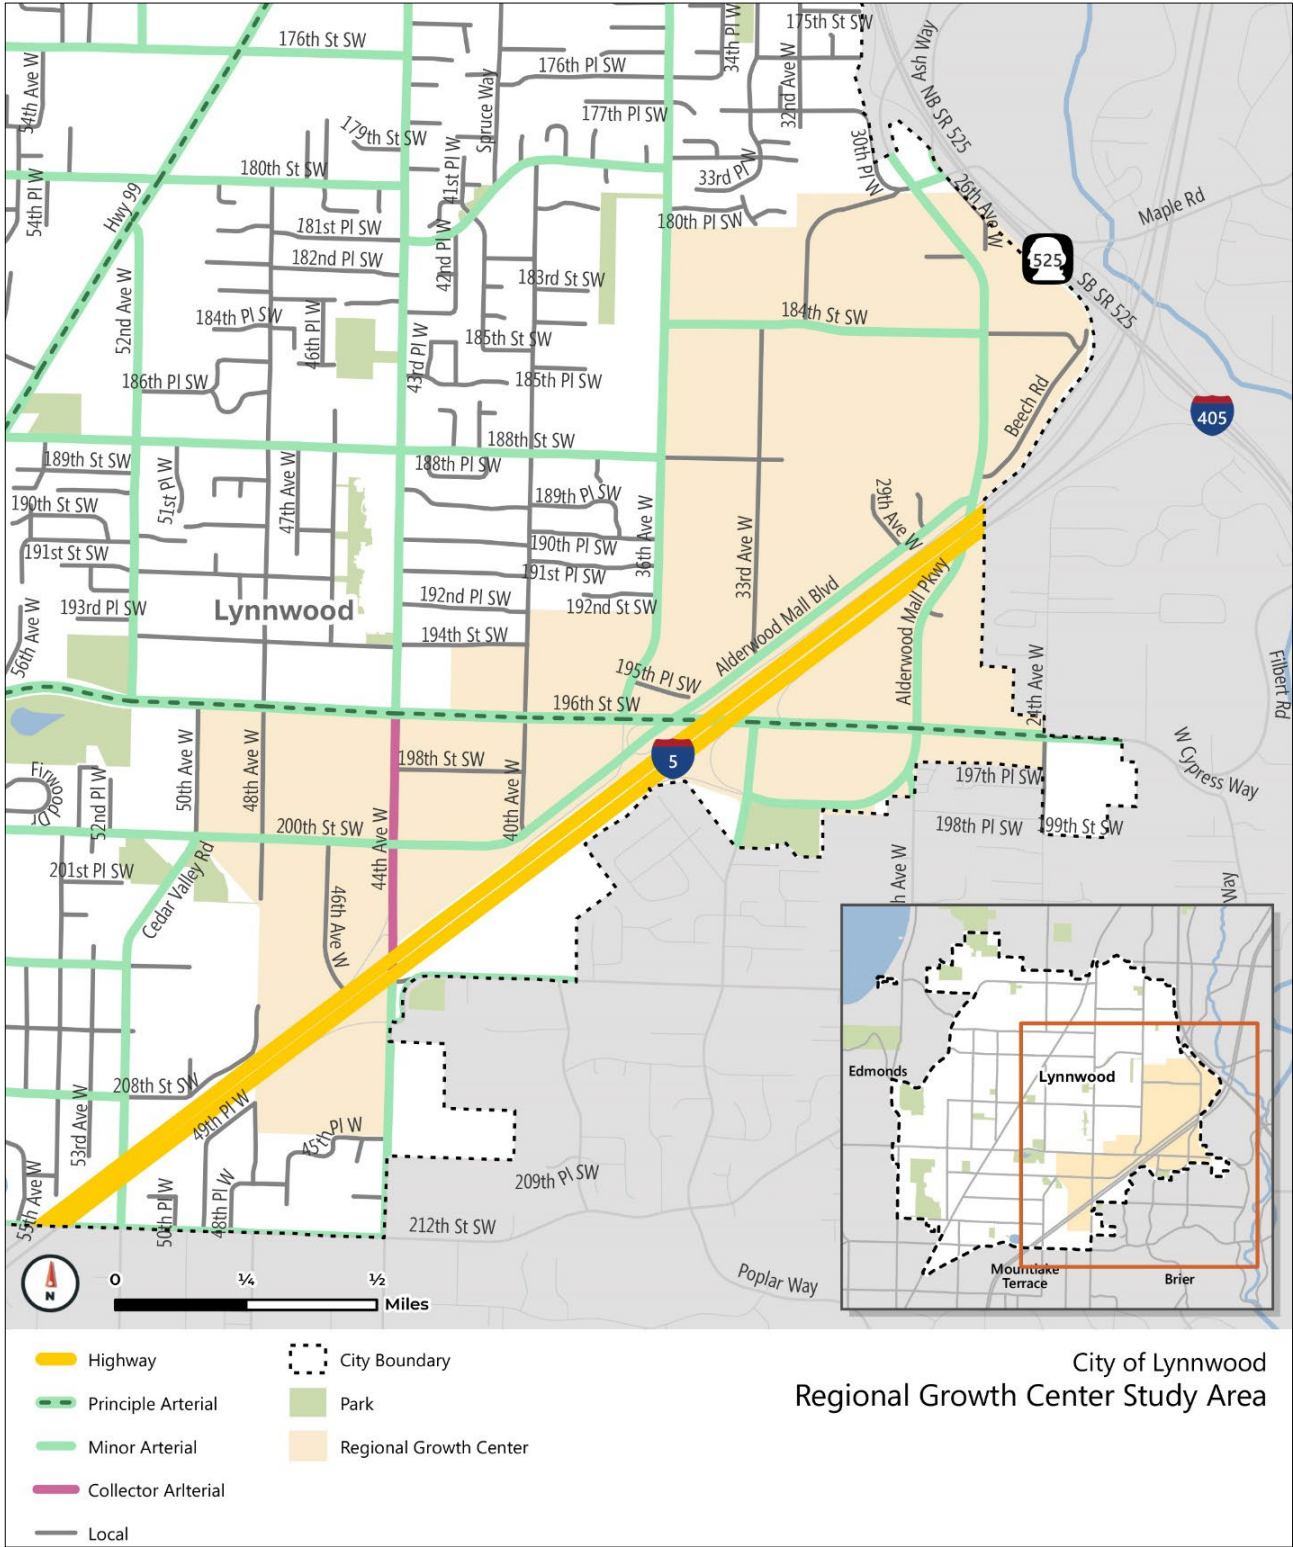 175th St SW
34th Pl W
Ash Way
176th St SW
176th Pl SW
54th Ave W
Spruce Way
32nd Ave W
NB SR 525
177th Pl SW
179th St SW
30th Pl W
180th St SW
41st Pl W
33rd Pl W
26th Ave W
Maple Rd
54th Pl W
Hwy 99
180th Pl SW
181st Pl SW
42nd Pl W
525
182nd Pl SW
183rd St SW
SB SR 525
52nd Ave W
184th Pl SW
46th Pl W
184th St SW
185th St SW
43rd Pl W
186th Pl SW
185th Pl SW
Beech Rd
405
188th St SW
189th St SW
188th Pl SW
51st Pl W
47th Ave W
29th Ave W
189th Pl SW
190th St SW
36th Ave W
33rd Ave W
191st St SW
190th Pl SW
191st Pl SW
Alderwood Mall Blvd
Alderwood Mall Pkwy
193rd Pl SW
Lynnwood
192nd Pl SW
192nd St SW
56th Ave W
194th St SW
195th Pl SW
24th Ave W
Filbert Rd
196th St SW
50th Ave W
48th Ave W
198th St SW
5
W Cypress Way
Firwood Dr
52nd Pl W
40th Ave W
197th Pl SW
200th St SW
44th Ave W
198th Pl SW
199th St SW
201st Pl SW
Cedar Valley Rd
46th Ave W
h Ave W
Way
208th St SW
49th Pl W
53rd Ave W
45th Pl W
55th Ave W
50th Pl W
48th Pl W
209th Pl SW
212th St SW
Poplar Way
Edmonds
Lynnwood
Mountlake
Terrace
Brier
N
0 ¼ ½
Miles
Highway
Principle Arterial
Minor Arterial
Collector Arlterial
Local
City Boundary
Park
Regional Growth Center
City of Lynnwood
Regional Growth Center Study Area